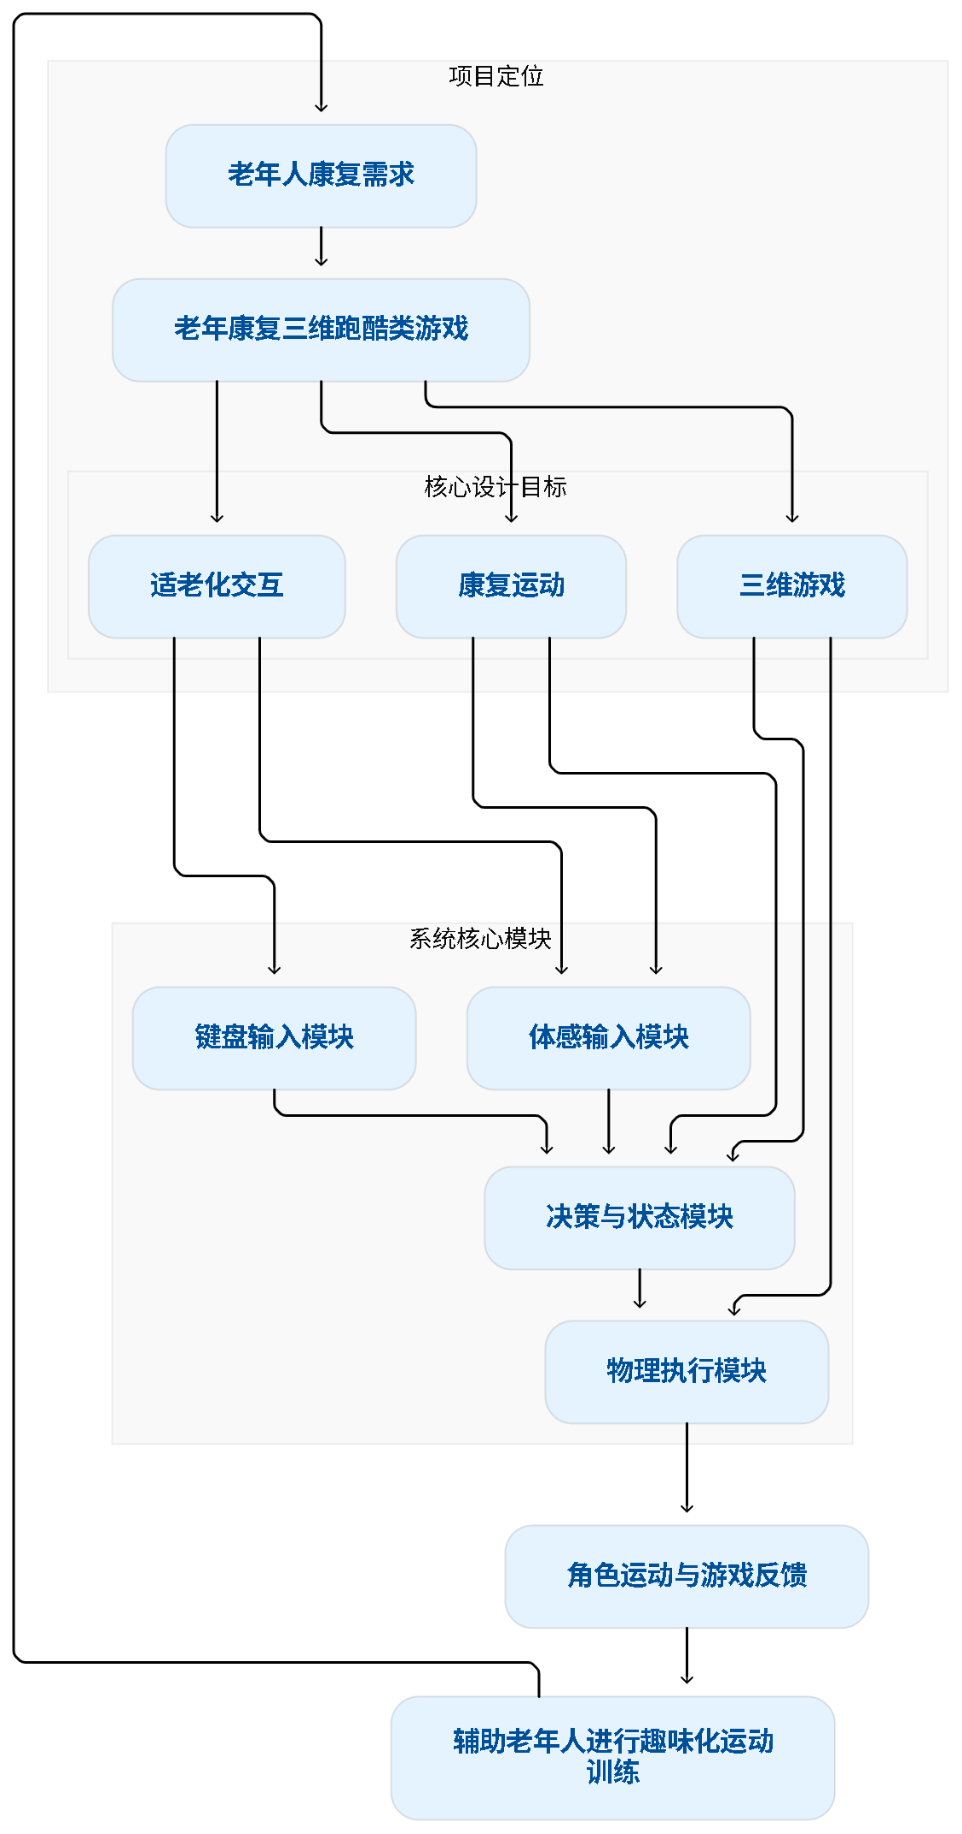 项目定位
老年人康复需求
老年康复三维跑酷类游戏
核心设计目标
适老化交互
康复运动
三维游戏
系统核心模块
键盘输入模块
体感输入模块
决策与状态模块
物理执行模块
角色运动与游戏反馈
辅助老年人进行趣味化运动
训练